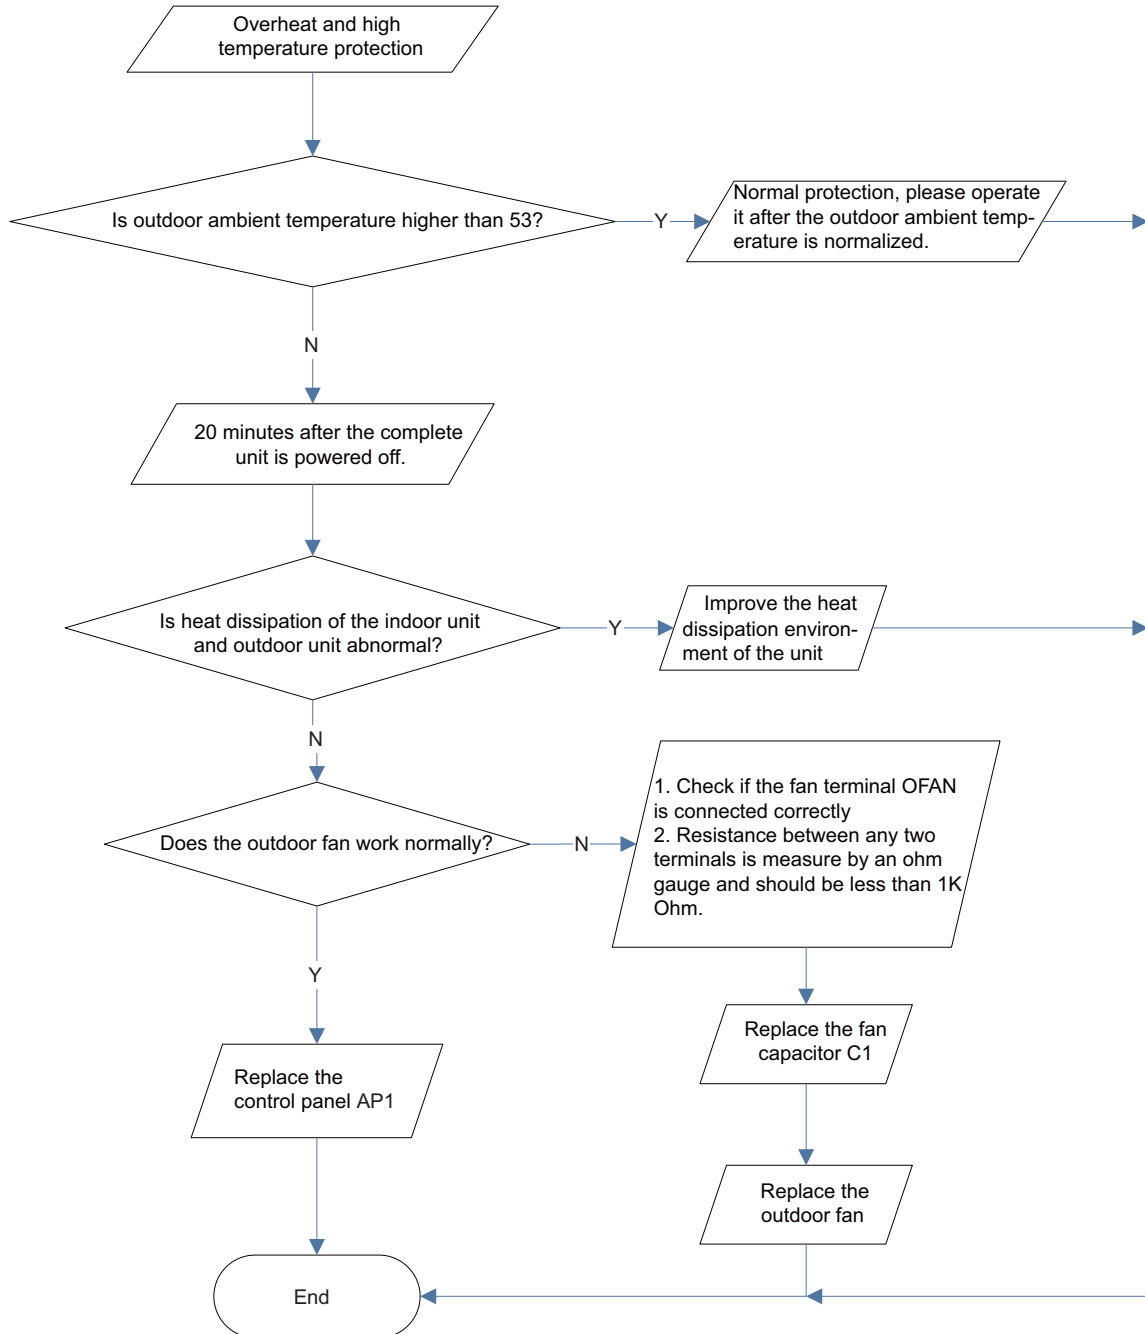 Overheat and high
temperature protection
Is outdoor ambient temperature higher than 53?
Y
Normal protection, please operate
it after the outdoor ambient temp-
erature is normalized.
N
20 minutes after the complete
unit is powered off.
Is heat dissipation of the indoor unit
and outdoor unit abnormal?
Y
Improve the heat
dissipation environ-
ment of the unit
N
Does the outdoor fan work normally?
N
1. Check if the fan terminal OFAN
is connected correctly
2. Resistance between any two
terminals is measure by an ohm
gauge and should be less than 1K
Ohm.
Y
Replace the fan
capacitor C1
Replace the
control panel AP1
Replace the
outdoor fan
End